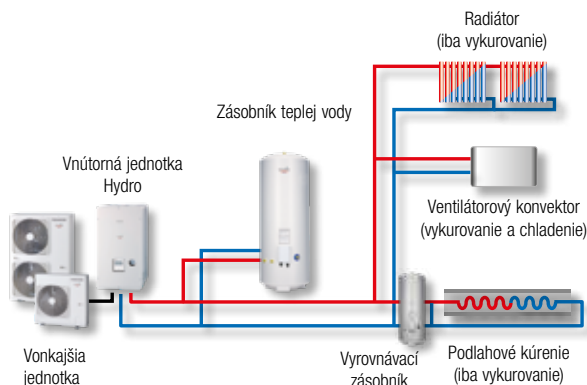 Radiátor
(iba vykurovanie)
Zásobník teplej vody
Vnútorná jednotka
Hydro
Ventilátorový konvektor
(vykurovanie a chladenie)
Vonkajšia
jednotka
Vyrovnávací
zásobník
Podlahové kúrenie
(iba vykurovanie)